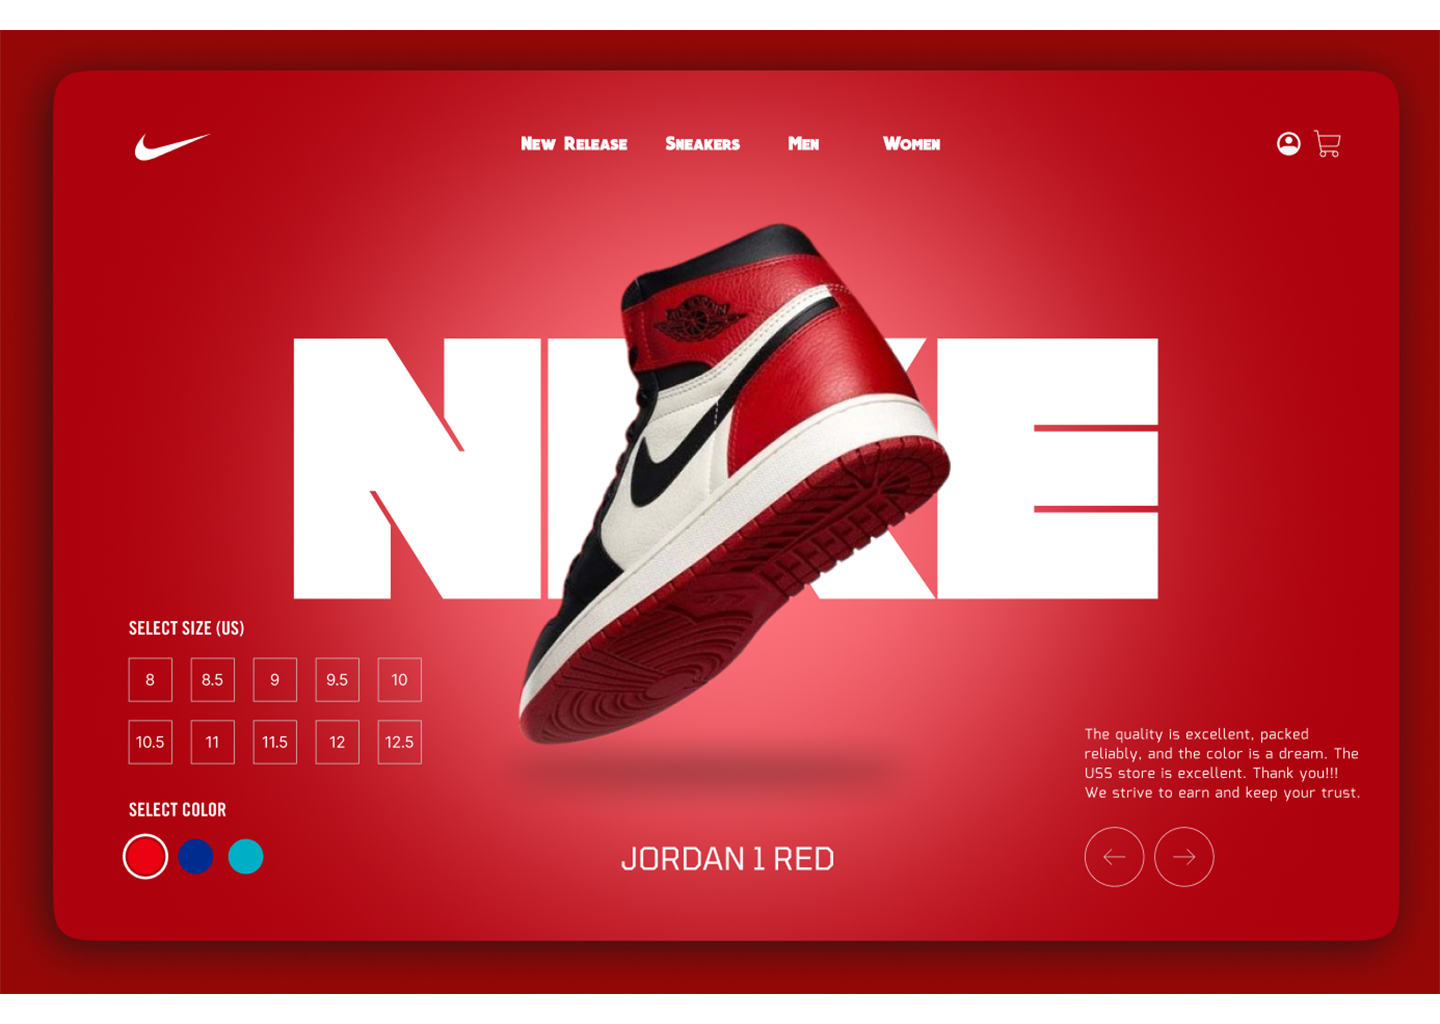 New Release Sneakers Men Women
NIKE
SELECT SIZE (US)
8 8.5 9 9.5 10
10.5 11 11.5 12 12.5
SELECT COLOR
JORDAN 1 RED
The quality is excellent, packed
reliably, and the color is a dream. The
USS store is excellent. Thank you!!!
We strive to earn and keep your trust.